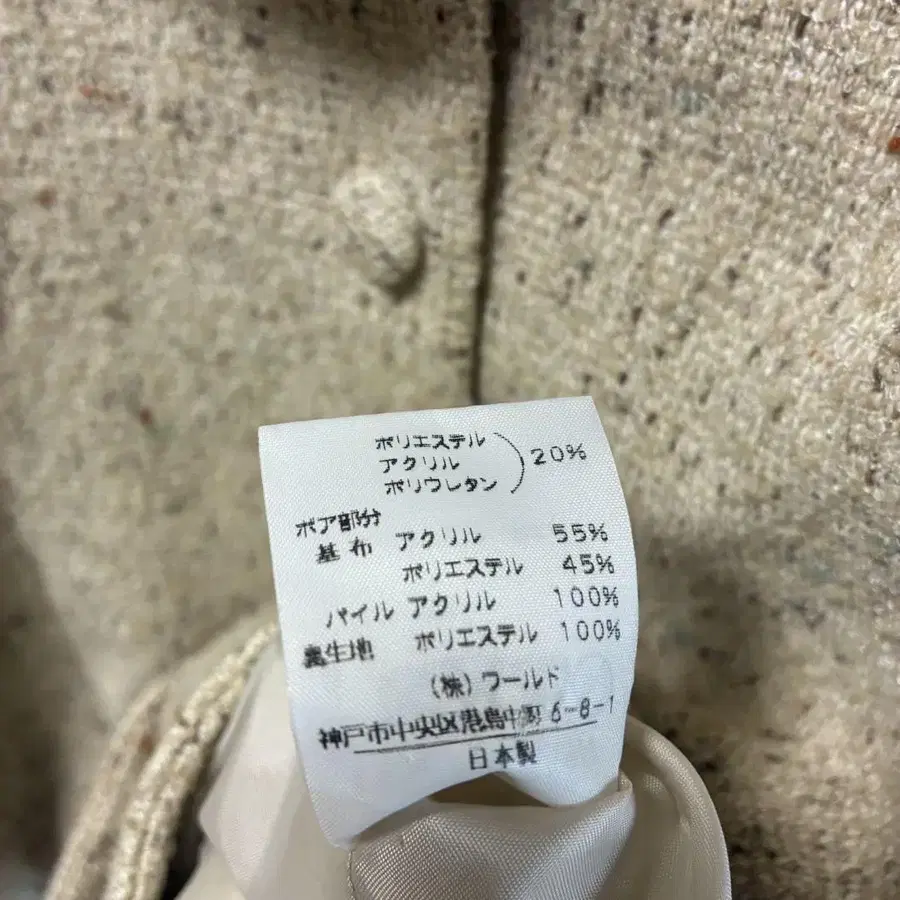 ポリエステル
アクリル 20%
ポリウレタン
ボア部分
基布 アクリル 55%
ポリエステル 45%
パイル アクリル 100%
裏生地 ポリエステル 100%
(株)ワールド
神戸市中央区港島中町6-8-1
日本製